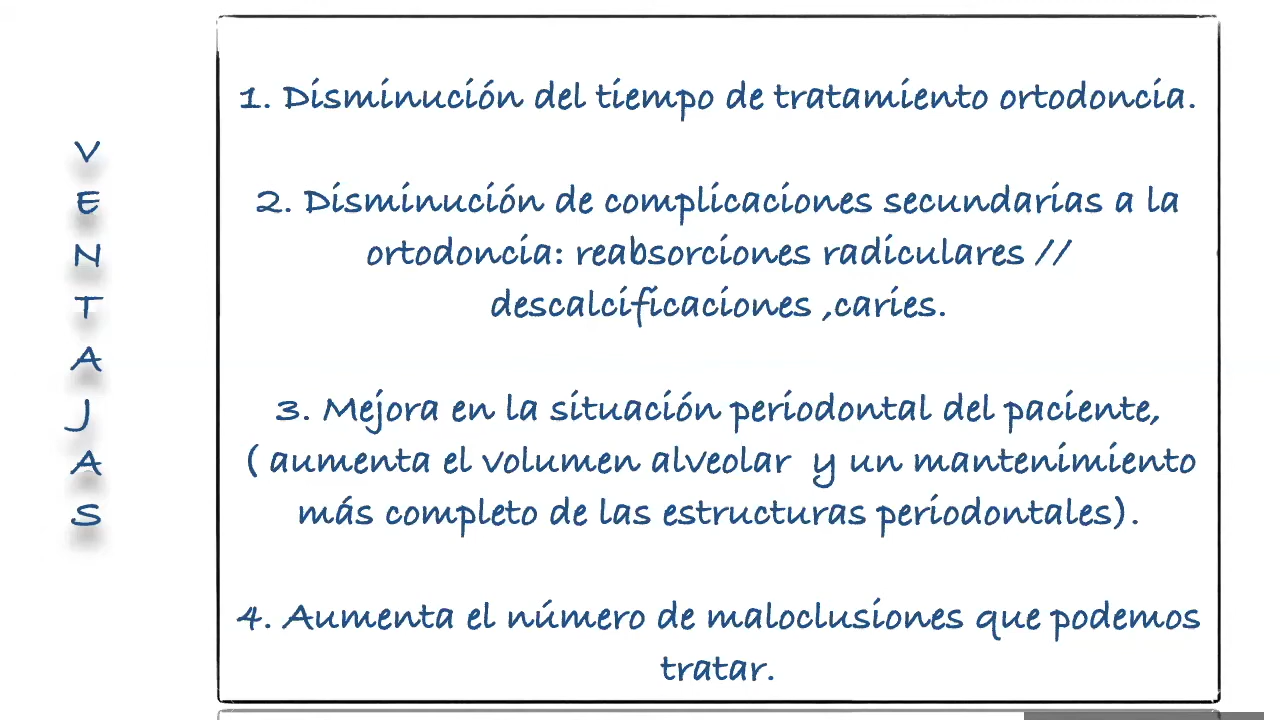 VENTAJAS
1. Disminución del tiempo de tratamiento ortodoncia.
2. Disminución de complicaciones secundarias a la
ortodoncia: reabsorciones radiculares //
descalcificaciones ,caries.
3. Mejora en la situación periodontal del paciente,
( aumenta el volumen alveolar y un mantenimiento
más completo de las estructuras periodontales).
4. Aumenta el número de maloclusiones que podemos
tratar.